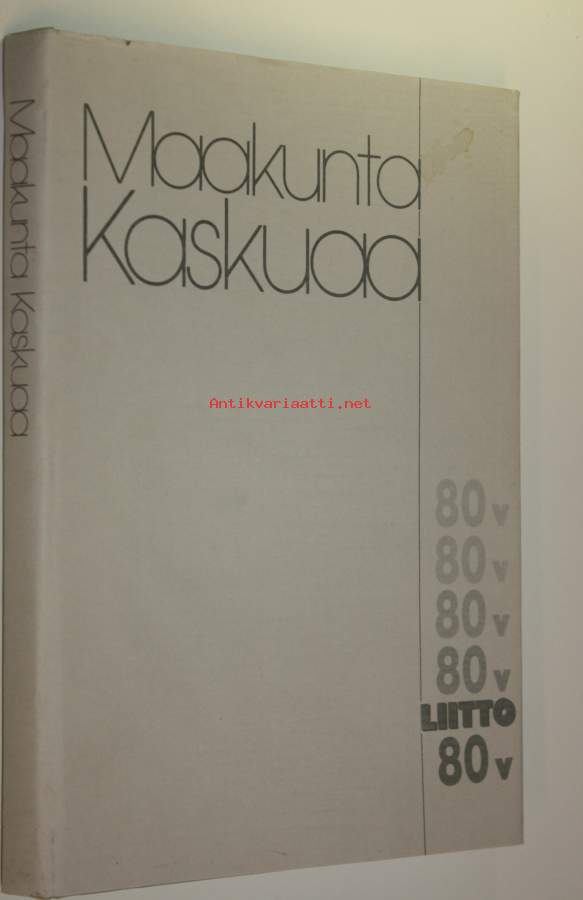 Maakunta
Kaskuaa
Maakunta Kaskuaa
Antikvariaatti.net
80 v
80 v
80 v
80 v
LIITTO
80 v